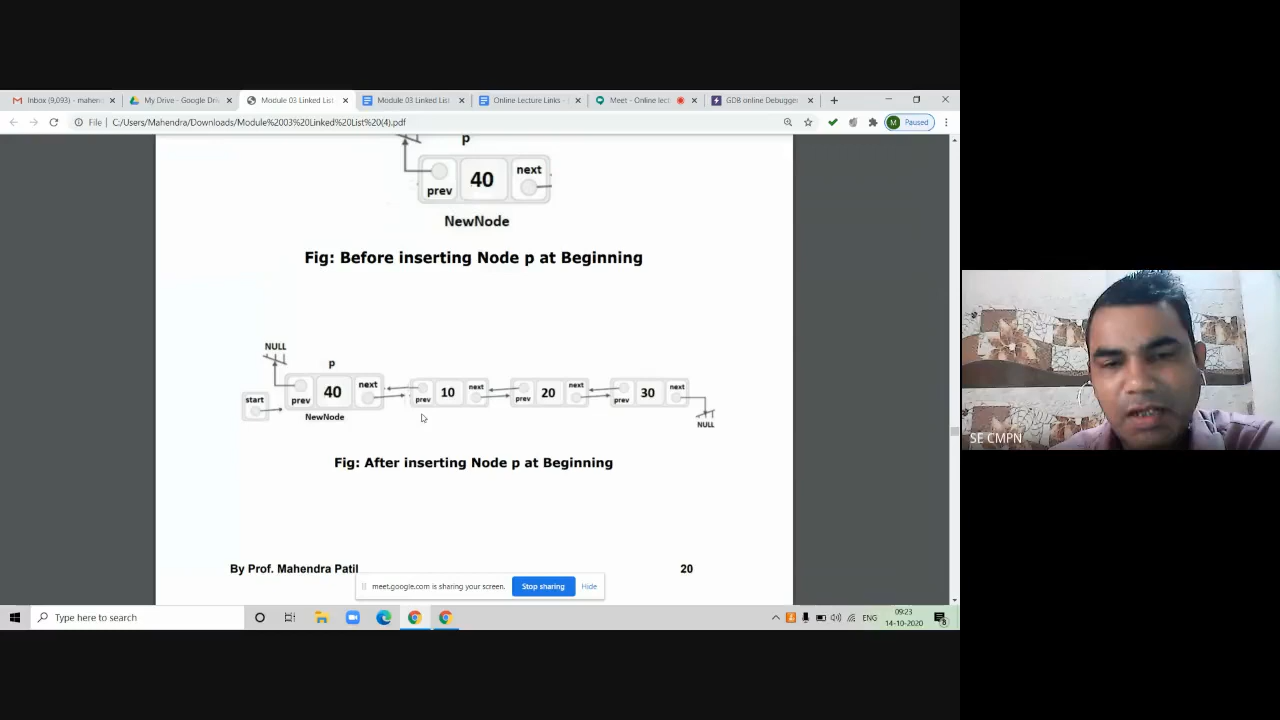 Inbox (9,093) - mahen
My Drive - Google Driv
Module 03 Linked List
Module 03 Linked List
Online Lecture Links -
Meet - Online lect
GDB online Debugger
File
C:/Users/Mahendra/Downloads/Module%2003%20Linked%20List%20(4).pdf
M
Paused
p
prev
40
next
NewNode
Fig: Before inserting Node p at Beginning
NULL
p
start
prev
40
next
prev
10
next
prev
20
next
prev
30
next
NewNode
NULL
Fig: After inserting Node p at Beginning
By Prof. Mahendra Patil
20
meet.google.com is sharing your screen.
Stop sharing
Hide
Type here to search
ENG
09:23
14-10-2020
SE CMPN